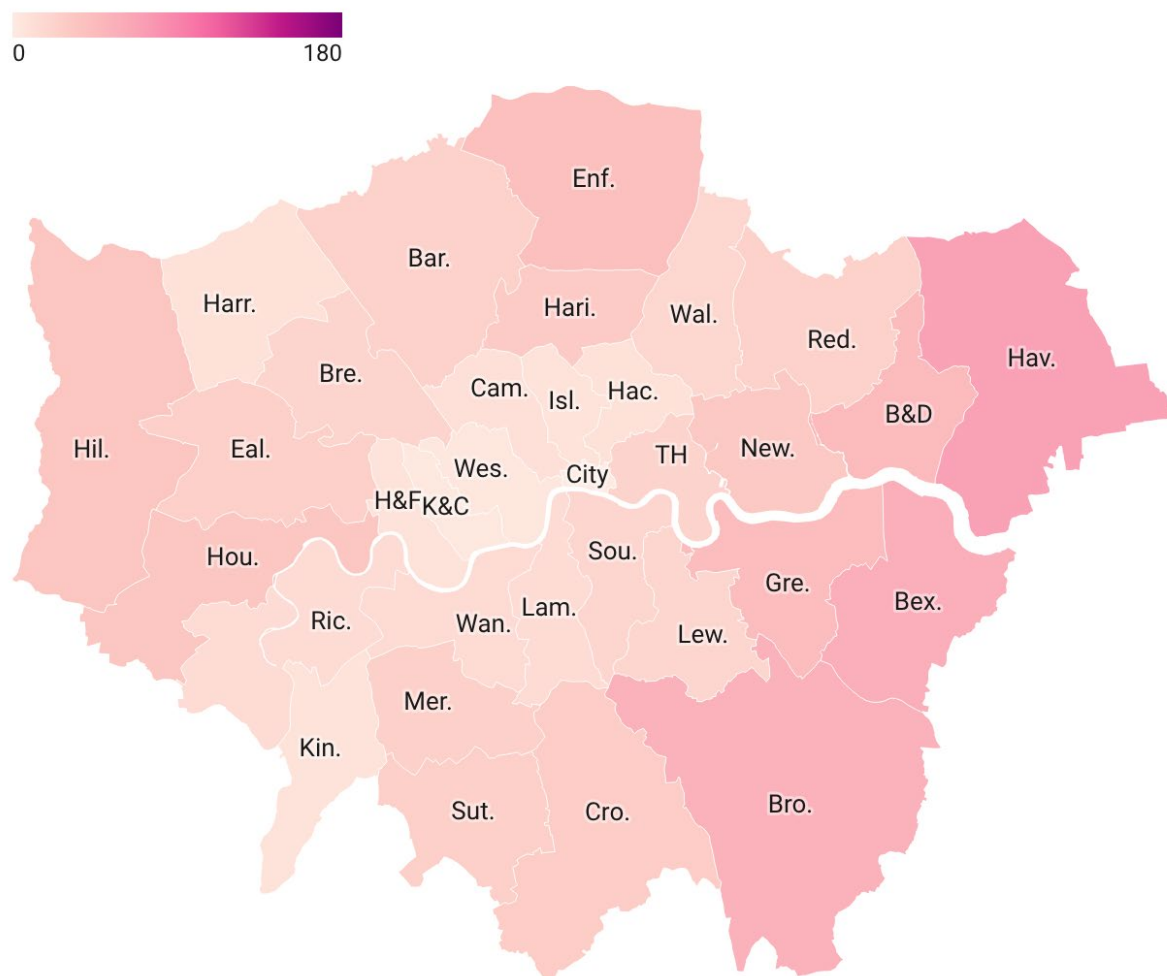 0 180
Enf.
Bar.
Harr.
Hari.
Wal.
Red.
Hav.
Bre.
Cam.
Isl.
Hac.
B&D
Hil.
Eal.
Wes.
City
TH
New.
H&F
K&C
Hou.
Sou.
Gre.
Bex.
Ric.
Wan.
Lam.
Lew.
Mer.
Kin.
Sut.
Cro.
Bro.